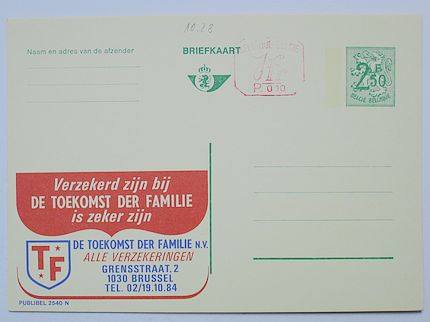 10.28
Naam en adres van de afzender
BRIEFKAART
P. 010
2F50
BELGIE-BELGIQUE
Verzekerd zijn bij
DE TOEKOMST DER FAMILIE
is zeker zijn
TF
DE TOEKOMST DER FAMILIE N.V.
ALLE VERZEKERINGEN
GRENSSTRAAT, 2
1030 BRUSSEL
TEL. 02/19.10.84
PUBLIBEL 2540 N